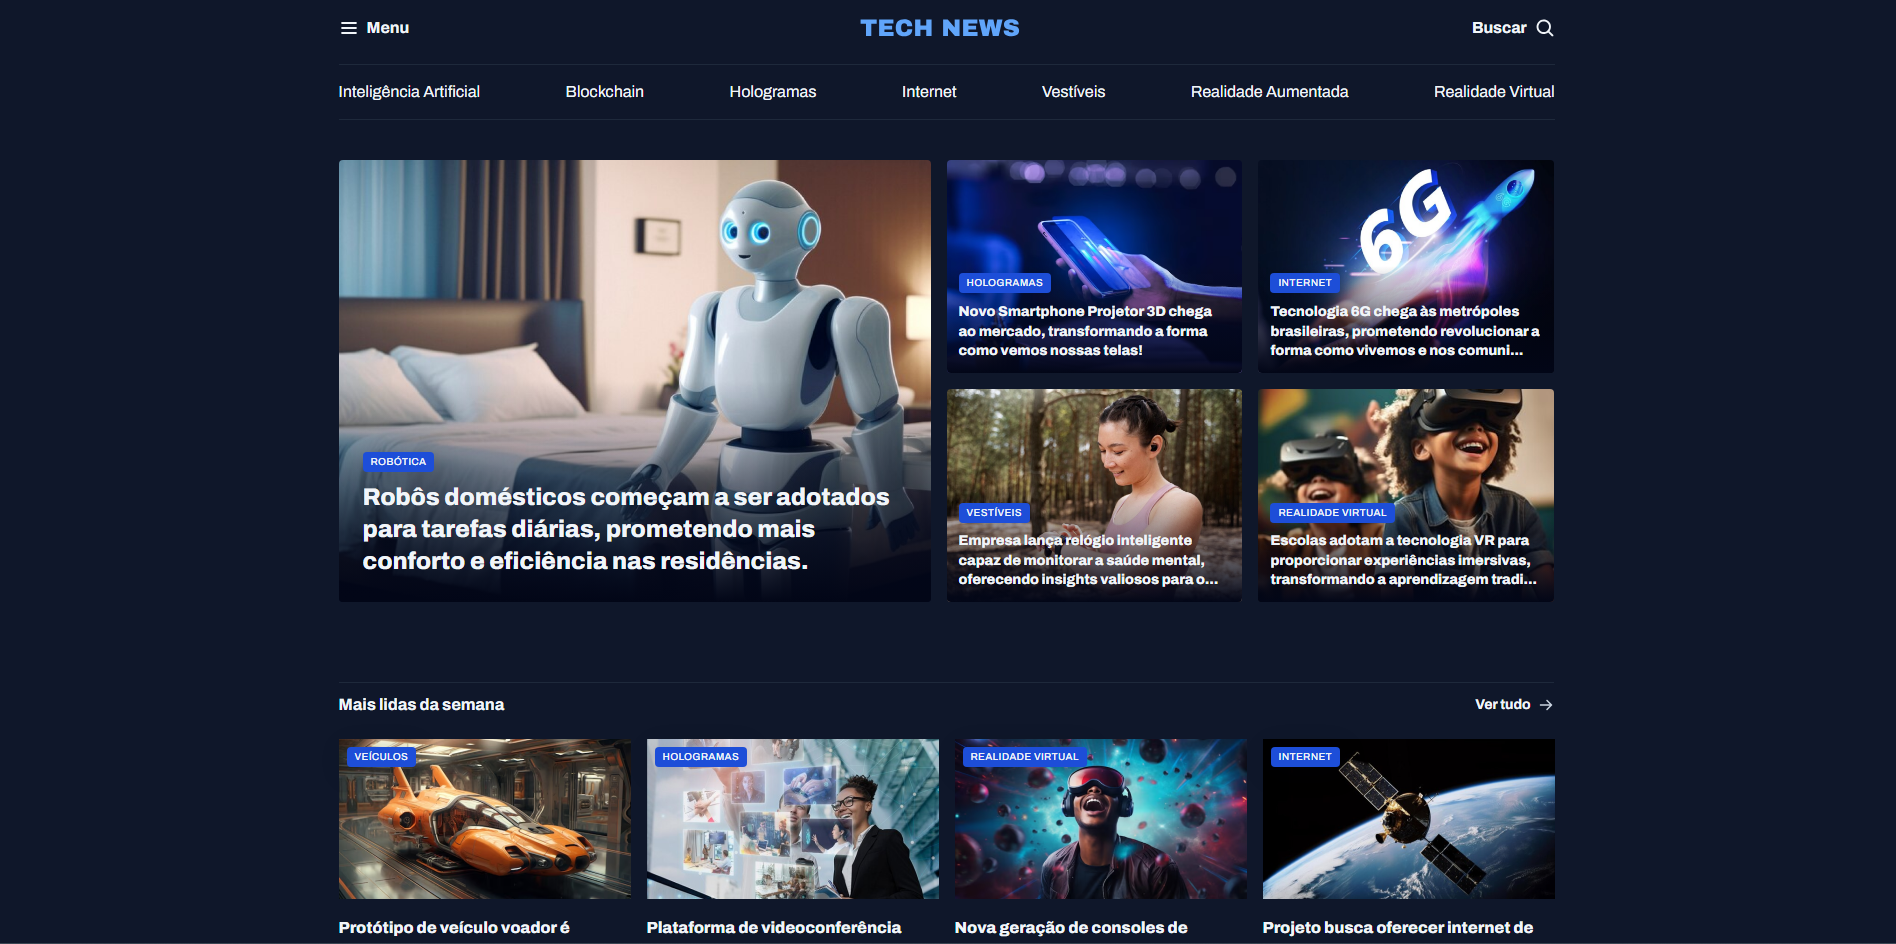 Menu
TECH NEWS
Buscar
Inteligência Artificial
Blockchain
Hologramas
Internet
Vestíveis
Realidade Aumentada
Realidade Virtual
ROBÓTICA
Robôs domésticos começam a ser adotados
para tarefas diárias, prometendo mais
conforto e eficiência nas residências.
HOLOGRAMAS
Novo Smartphone Projetor 3D chega
ao mercado, transformando a forma
como vemos nossas telas!
6G
INTERNET
Tecnologia 6G chega às metrópoles
brasileiras, prometendo revolucionar a
forma como vivemos e nos comuni...
VESTÍVEIS
Empresa lança relógio inteligente
capaz de monitorar a saúde mental,
oferecendo insights valiosos para o...
REALIDADE VIRTUAL
Escolas adotam a tecnologia VR para
proporcionar experiências imersivas,
transformando a aprendizagem tradi...
Mais lidas da semana
Ver tudo
VEÍCULOS
Protótipo de veículo voador é
HOLOGRAMAS
Plataforma de videoconferência
REALIDADE VIRTUAL
Nova geração de consoles de
INTERNET
Projeto busca oferecer internet de